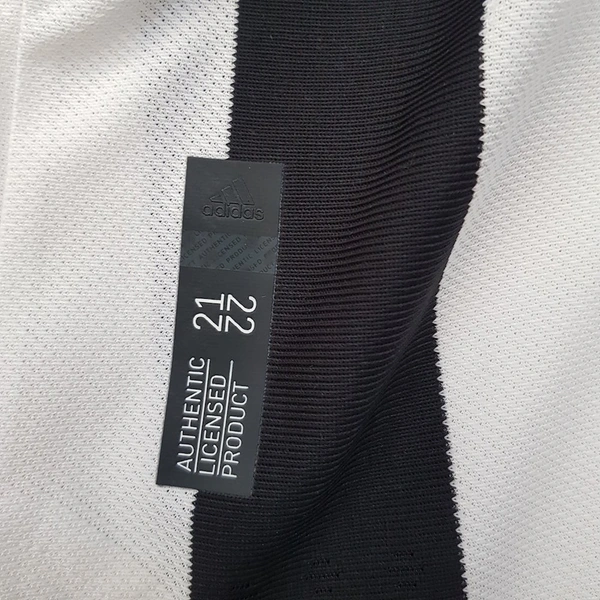 adidas
21
22
AUTHENTIC
LICENSED
PRODUCT